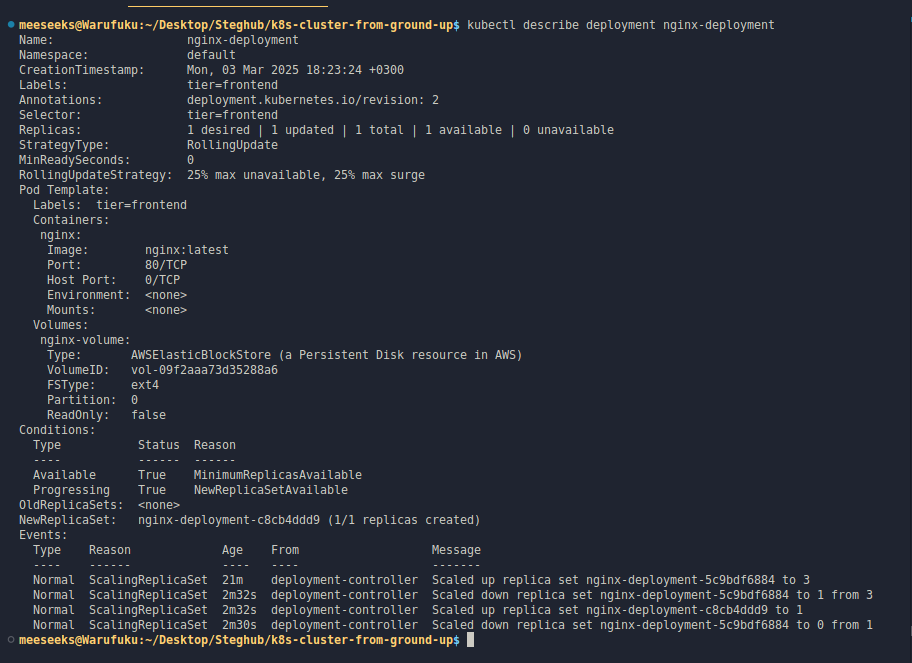 meeseeks@Warufuku:~/Desktop/Steghub/k8s-cluster-from-ground-up$ kubectl describe deployment nginx-deployment
Name:                   nginx-deployment
Namespace:              default
CreationTimestamp:      Mon, 03 Mar 2025 18:23:24 +0300
Labels:                 tier=frontend
Annotations:            deployment.kubernetes.io/revision: 2
Selector:               tier=frontend
Replicas:               1 desired | 1 updated | 1 total | 1 available | 0 unavailable
StrategyType:           RollingUpdate
MinReadySeconds:        0
RollingUpdateStrategy:  25% max unavailable, 25% max surge
Pod Template:
  Labels:  tier=frontend
  Containers:
   nginx:
    Image:        nginx:latest
    Port:         80/TCP
    Host Port:    0/TCP
    Environment:  <none>
    Mounts:       <none>
  Volumes:
   nginx-volume:
    Type:       AWSElasticBlockStore (a Persistent Disk resource in AWS)
    VolumeID:   vol-09f2aaa73d35288a6
    FSType:     ext4
    Partition:  0
    ReadOnly:   false
Conditions:
  Type           Status  Reason
  ----           ------  ------
  Available      True    MinimumReplicasAvailable
  Progressing    True    NewReplicaSetAvailable
OldReplicaSets:  <none>
NewReplicaSet:   nginx-deployment-c8cb4ddd9 (1/1 replicas created)
Events:
  Type    Reason             Age    From                   Message
  ----    ------             ----   ----                   -------
  Normal  ScalingReplicaSet  21m    deployment-controller  Scaled up replica set nginx-deployment-5c9bdf6884 to 3
  Normal  ScalingReplicaSet  2m32s  deployment-controller  Scaled down replica set nginx-deployment-5c9bdf6884 to 1 from 3
  Normal  ScalingReplicaSet  2m32s  deployment-controller  Scaled up replica set nginx-deployment-c8cb4ddd9 to 1
  Normal  ScalingReplicaSet  2m30s  deployment-controller  Scaled down replica set nginx-deployment-5c9bdf6884 to 0 from 1
meeseeks@Warufuku:~/Desktop/Steghub/k8s-cluster-from-ground-up$